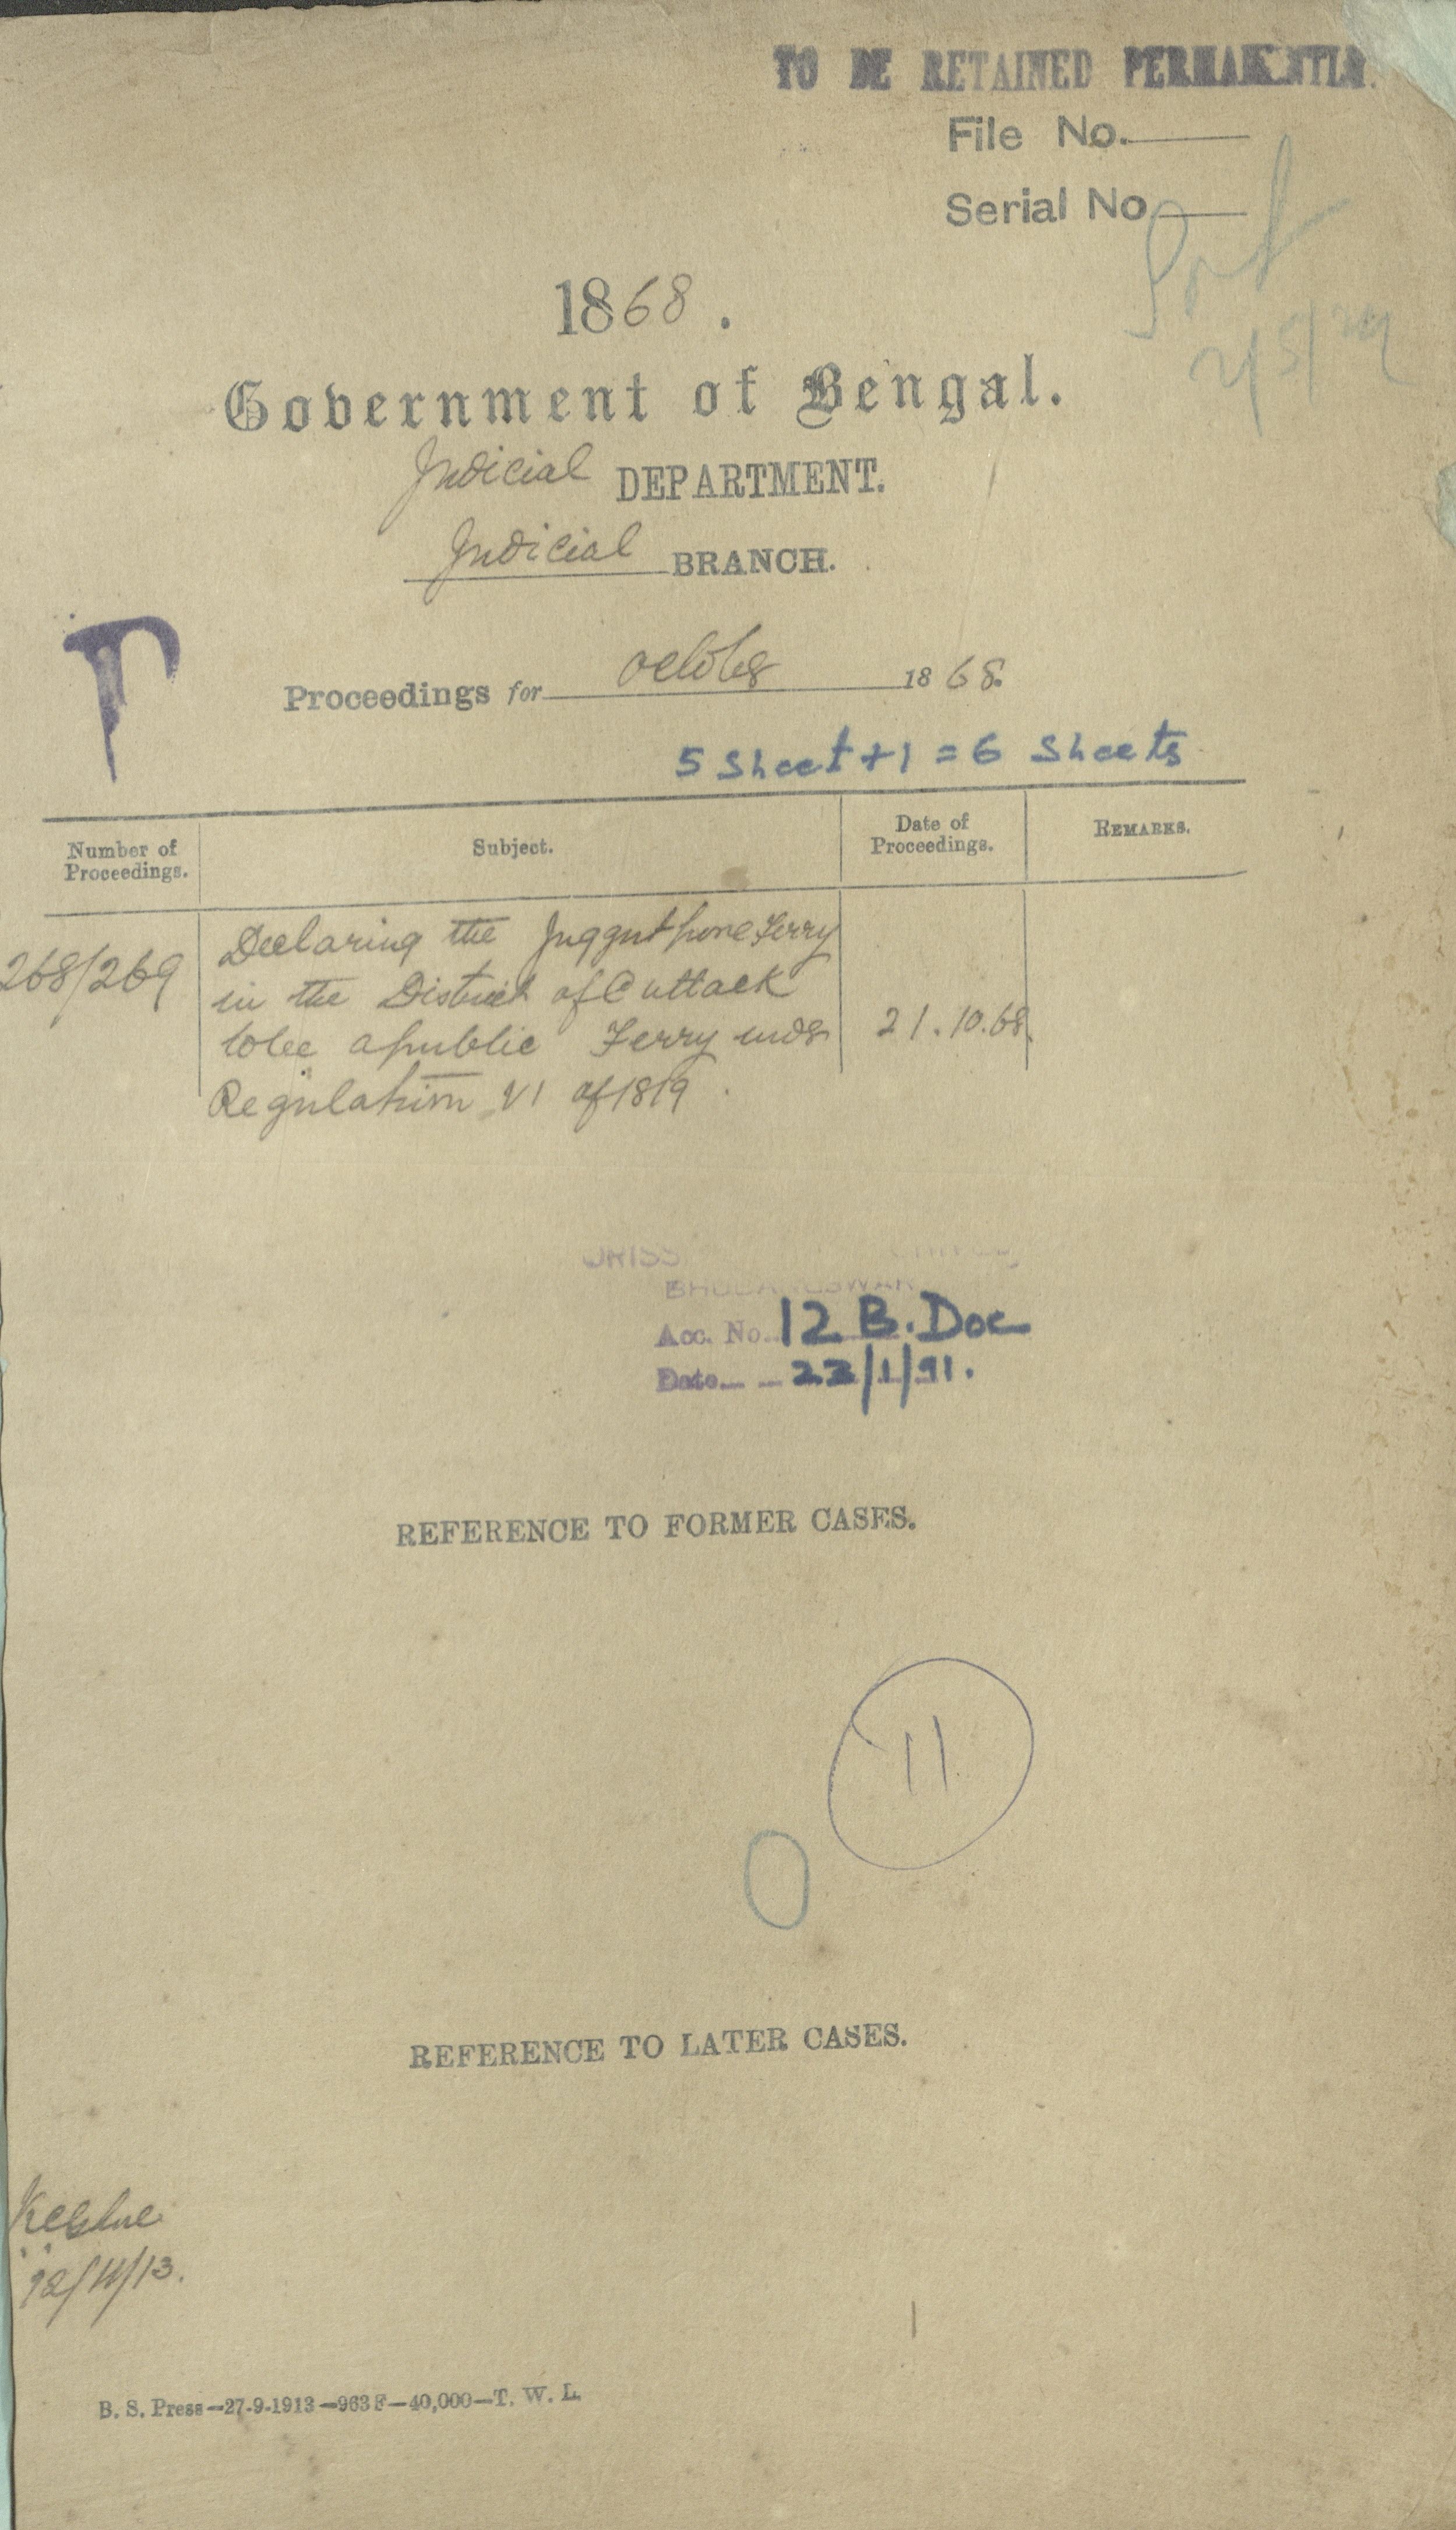 TO BE RETAINED PERMANENTLY.
File No.
Serial No
1868.
Government of Bengal.
Judicial DEPARTMENT.
Judicial BRANCH.
Proceedings for October 1868.
5 Sheet + 1 = 6 Sheets
Number of Proceedings.
Subject.
Date of Proceedings.
REMARKS.
268/269
Declaring the Juggutpore Ferry
in the District of Cuttack
to be a public Ferry under
Regulation VI of 1819.
21.10.68.
BHUBANESWAR
Acc. No. 12 B. Doc
Date 23/1/91.
REFERENCE TO FORMER CASES.
11
0
REFERENCE TO LATER CASES.
B. S. Press—27-9-1913—963F—40,000—T. W. L.